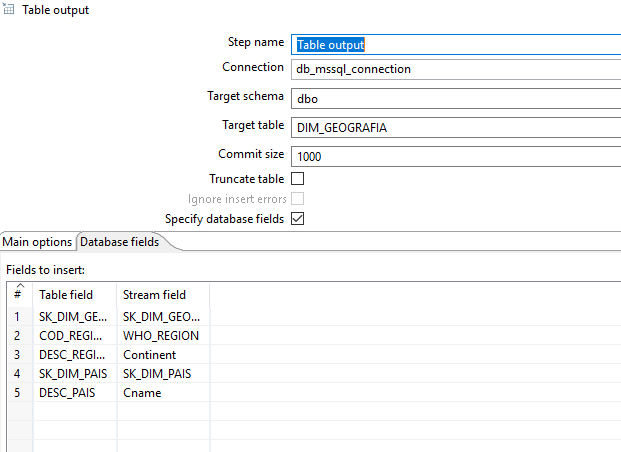 Table output
Step name Table output
Connection db_mssql_connection
Target schema dbo
Target table DIM_GEOGRAFIA
Commit size 1000
Truncate table
Ignore insert errors
Specify database fields
Main options Database fields
Fields to insert:
# Table field Stream field
1 SK_DIM_GE... SK_DIM_GEO...
2 COD_REGI... WHO_REGION
3 DESC_REGI... Continent
4 SK_DIM_PAIS SK_DIM_PAIS
5 DESC_PAIS Cname